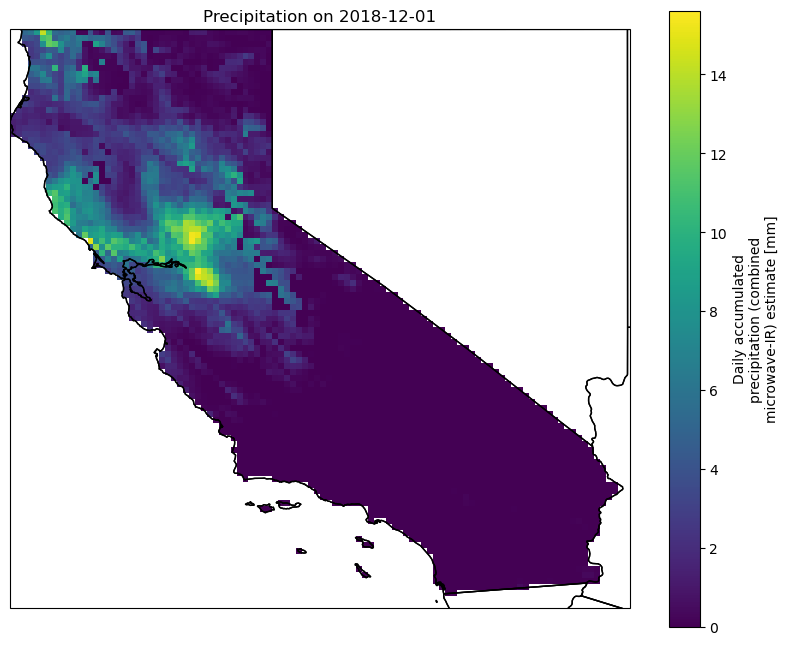 Precipitation on 2018-12-01
14
12
10
8
6
4
2
0
Daily accumulated
precipitation (combined
microwave-IR) estimate [mm]